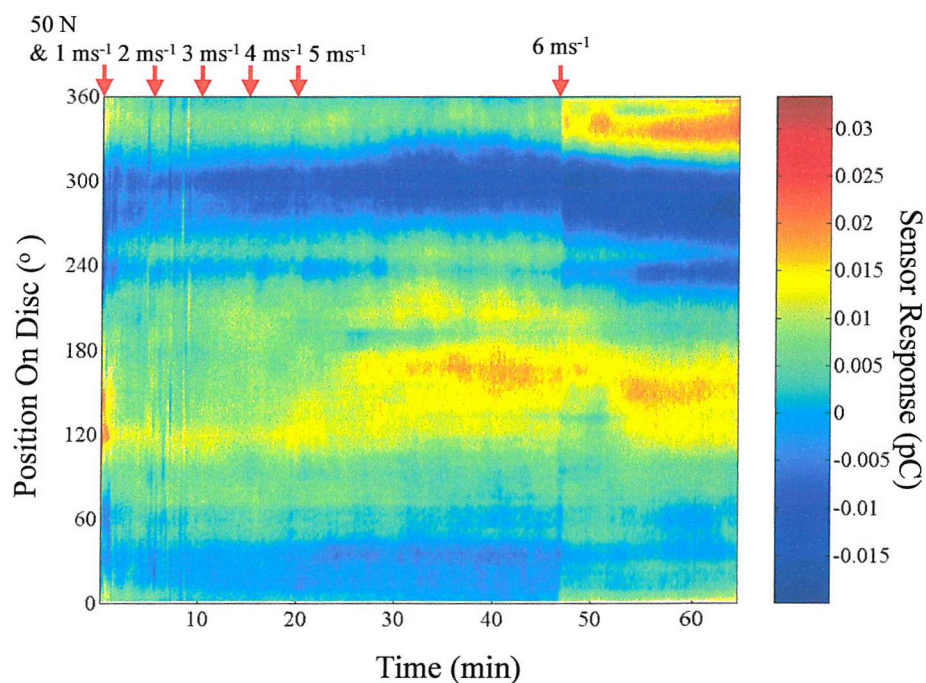 50 N
& 1 ms⁻¹ 2 ms⁻¹ 3 ms⁻¹ 4 ms⁻¹ 5 ms⁻¹ 6 ms⁻¹
360
300
240
180
120
60
0
Position On Disc (º)
10 20 30 40 50 60
Time (min)
0.03
0.025
0.02
0.015
0.01
0.005
0
-0.005
-0.01
-0.015
Sensor Response (pC)